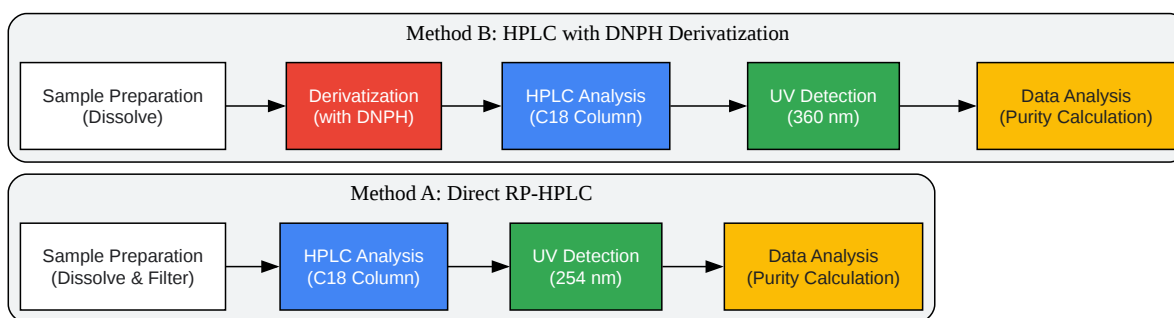 Method B: HPLC with DNPH Derivatization
Sample Preparation
(Dissolve)
Derivatization
(with DNPH)
HPLC Analysis
(C18 Column)
UV Detection
(360 nm)
Data Analysis
(Purity Calculation)
Method A: Direct RP-HPLC
Sample Preparation
(Dissolve & Filter)
HPLC Analysis
(C18 Column)
UV Detection
(254 nm)
Data Analysis
(Purity Calculation)